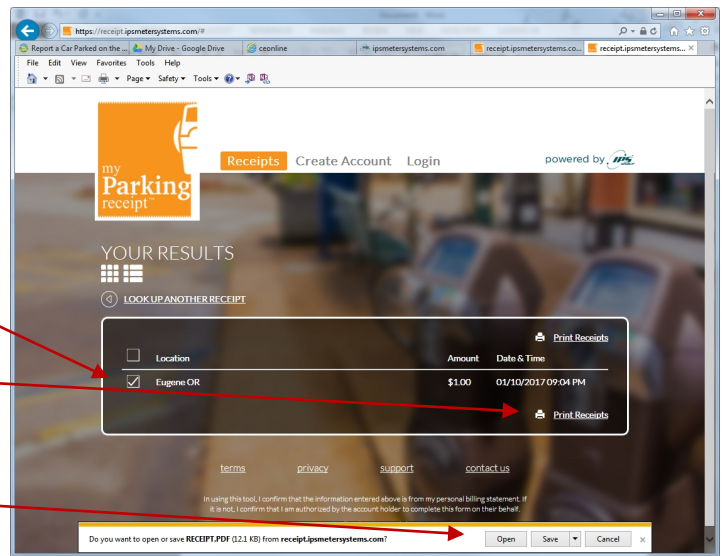 https://receipt.ipsmetersystems.com/#
Report a Car Parked on the ... My Drive - Google Drive ceonline ipsmetersystems.com receipt.ipsmetersystems.co... receipt.ipsmetersystems... ×
File Edit View Favorites Tools Help
Page Safety Tools
my
Parking
receipt™
Receipts Create Account Login powered by IPS
YOUR RESULTS
LOOK UP ANOTHER RECEIPT
Print Receipts
Location Amount Date & Time
Eugene OR $1.00 01/10/2017 09:04 PM
Print Receipts
terms privacy support contact us
In using this tool, I confirm that the information entered above is from my personal billing statement. If
it is not, I confirm that I am authorized by the account holder to complete this form on their behalf.
Do you want to open or save RECEIPT.PDF (12.1 KB) from receipt.ipsmetersystems.com? Open Save Cancel ×